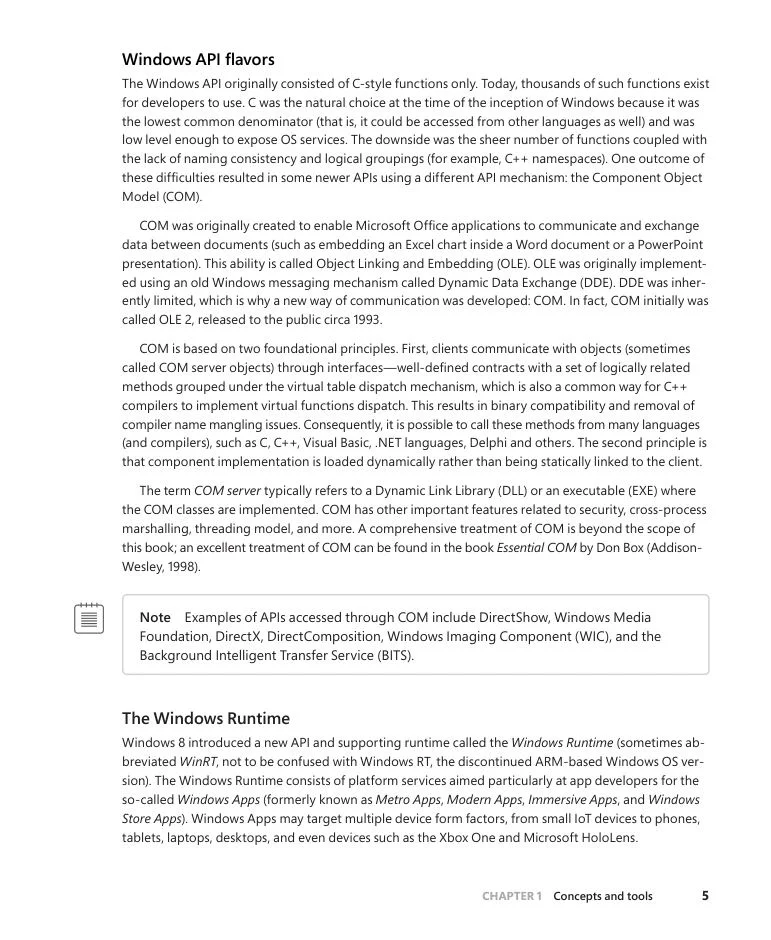 Windows API flavors
The Windows API originally consisted of C-style functions only. Today, thousands of such functions exist
for developers to use. C was the natural choice at the time of the inception of Windows because it was
the lowest common denominator (that is, it could be accessed from other languages as well) and was
low level enough to expose OS services. The downside was the sheer number of functions coupled with
the lack of naming consistency and logical groupings (for example, C++ namespaces). One outcome of
these difficulties resulted in some newer APIs using a different API mechanism: the Component Object
Model (COM).
COM was originally created to enable Microsoft Office applications to communicate and exchange
data between documents (such as embedding an Excel chart inside a Word document or a PowerPoint
presentation). This ability is called Object Linking and Embedding (OLE). OLE was originally implement-
ed using an old Windows messaging mechanism called Dynamic Data Exchange (DDE). DDE was inher-
ently limited, which is why a new way of communication was developed: COM. In fact, COM initially was
called OLE 2, released to the public circa 1993.
COM is based on two foundational principles. First, clients communicate with objects (sometimes
called COM server objects) through interfaces—well-defined contracts with a set of logically related
methods grouped under the virtual table dispatch mechanism, which is also a common way for C++
compilers to implement virtual functions dispatch. This results in binary compatibility and removal of
compiler name mangling issues. Consequently, it is possible to call these methods from many languages
(and compilers), such as C, C++, Visual Basic, .NET languages, Delphi and others. The second principle is
that component implementation is loaded dynamically rather than being statically linked to the client.
The term COM server typically refers to a Dynamic Link Library (DLL) or an executable (EXE) where
the COM classes are implemented. COM has other important features related to security, cross-process
marshalling, threading model, and more. A comprehensive treatment of COM is beyond the scope of
this book; an excellent treatment of COM can be found in the book Essential COM by Don Box (Addison-
Wesley, 1998).
Note Examples of APIs accessed through COM include DirectShow, Windows Media
Foundation, DirectX, DirectComposition, Windows Imaging Component (WIC), and the
Background Intelligent Transfer Service (BITS).
The Windows Runtime
Windows 8 introduced a new API and supporting runtime called the Windows Runtime (sometimes ab-
breviated WinRT, not to be confused with Windows RT, the discontinued ARM-based Windows OS ver-
sion). The Windows Runtime consists of platform services aimed particularly at app developers for the
so-called Windows Apps (formerly known as Metro Apps, Modern Apps, Immersive Apps, and Windows
Store Apps). Windows Apps may target multiple device form factors, from small IoT devices to phones,
tablets, laptops, desktops, and even devices such as the Xbox One and Microsoft HoloLens.
CHAPTER 1 Concepts and tools 5